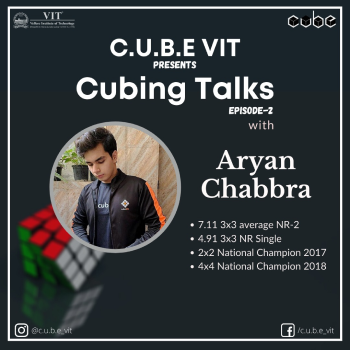 VIT
Vellore Institute of Technology
cube
C.U.B.E VIT
PRESENTS
Cubing Talks
EPISODE-2
with
Aryan
Chabbra
cub
• 7.11 3x3 average NR-2
• 4.91 3x3 NR Single
• 2x2 National Champion 2017
• 4x4 National Champion 2018
@c.u.b.e_vit
/c.u.b.e_vit